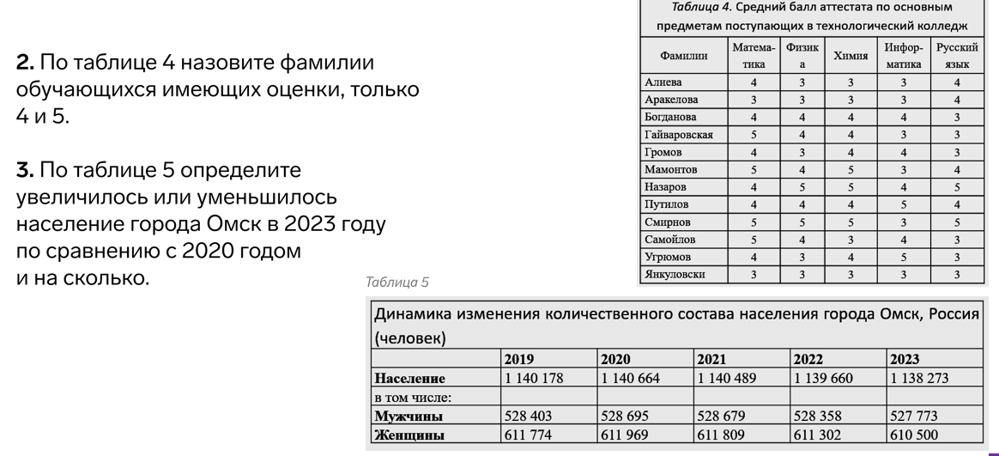 2. По таблице 4 назовите фамилии
обучающихся имеющих оценки, только
4 и 5.
3. По таблице 5 определите
увеличилось или уменьшилось
население города Омск в 2023 году
по сравнению с 2020 годом
и на сколько.
Таблица 4. Средний балл аттестата по основным
предметам поступающих в технологический колледж
Фамилии Матема- Физик Химия Инфор- Русский
тика а матика язык
Алиева 4 3 3 3 4
Аракелова 3 3 3 3 4
Богданова 4 4 4 4 3
Гайваровская 5 4 4 3 3
Громов 4 3 4 4 3
Мамонтов 5 4 5 3 4
Назаров 4 5 5 4 5
Путилов 4 4 4 5 4
Смирнов 5 5 5 3 5
Самойлов 5 4 3 4 3
Угрюмов 4 3 4 5 3
Янкуловски 3 3 3 3 3
Таблица 5
Динамика изменения количественного состава населения города Омск, Россия
(человек)
2019 2020 2021 2022 2023
Население 1 140 178 1 140 664 1 140 489 1 139 660 1 138 273
в том числе:
Мужчины 528 403 528 695 528 679 528 358 527 773
Женщины 611 774 611 969 611 809 611 302 610 500